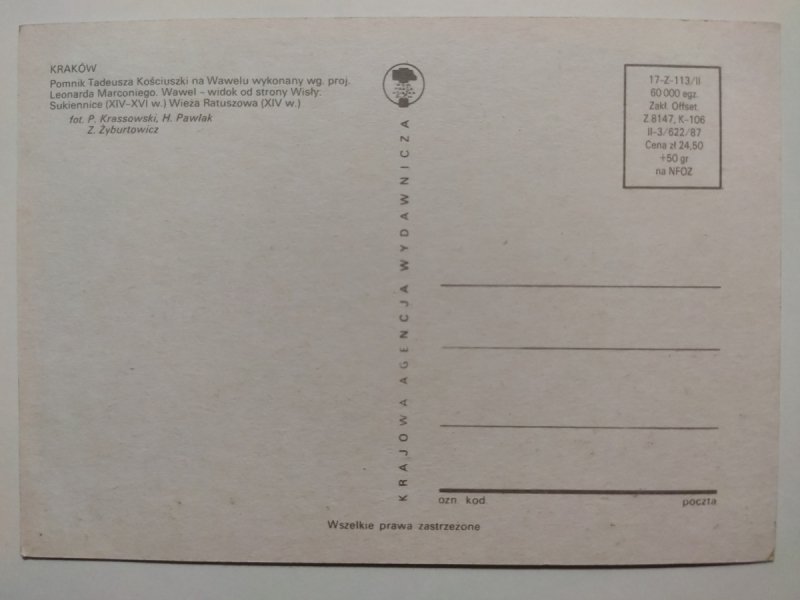 KRAKÓW
Pomnik Tadeusza Kościuszki na Wawelu wykonany wg. proj.
Leonarda Marconiego. Wawel – widok od strony Wisły.
Sukiennice (XIV–XVI w.) Wieża Ratuszowa (XIV w.)
fot. P. Krassowski, H. Pawlak
Z. Żyburtowicz
KRAJOWA AGENCJA WYDAWNICZA
17-Z-113/II
60 000 egz.
Zakł. Offset
Z 8147, K-106
II-3/622/87
Cena zł 24,50
+50 gr
na NFOZ
ozn. kod. poczta
Wszelkie prawa zastrzeżone